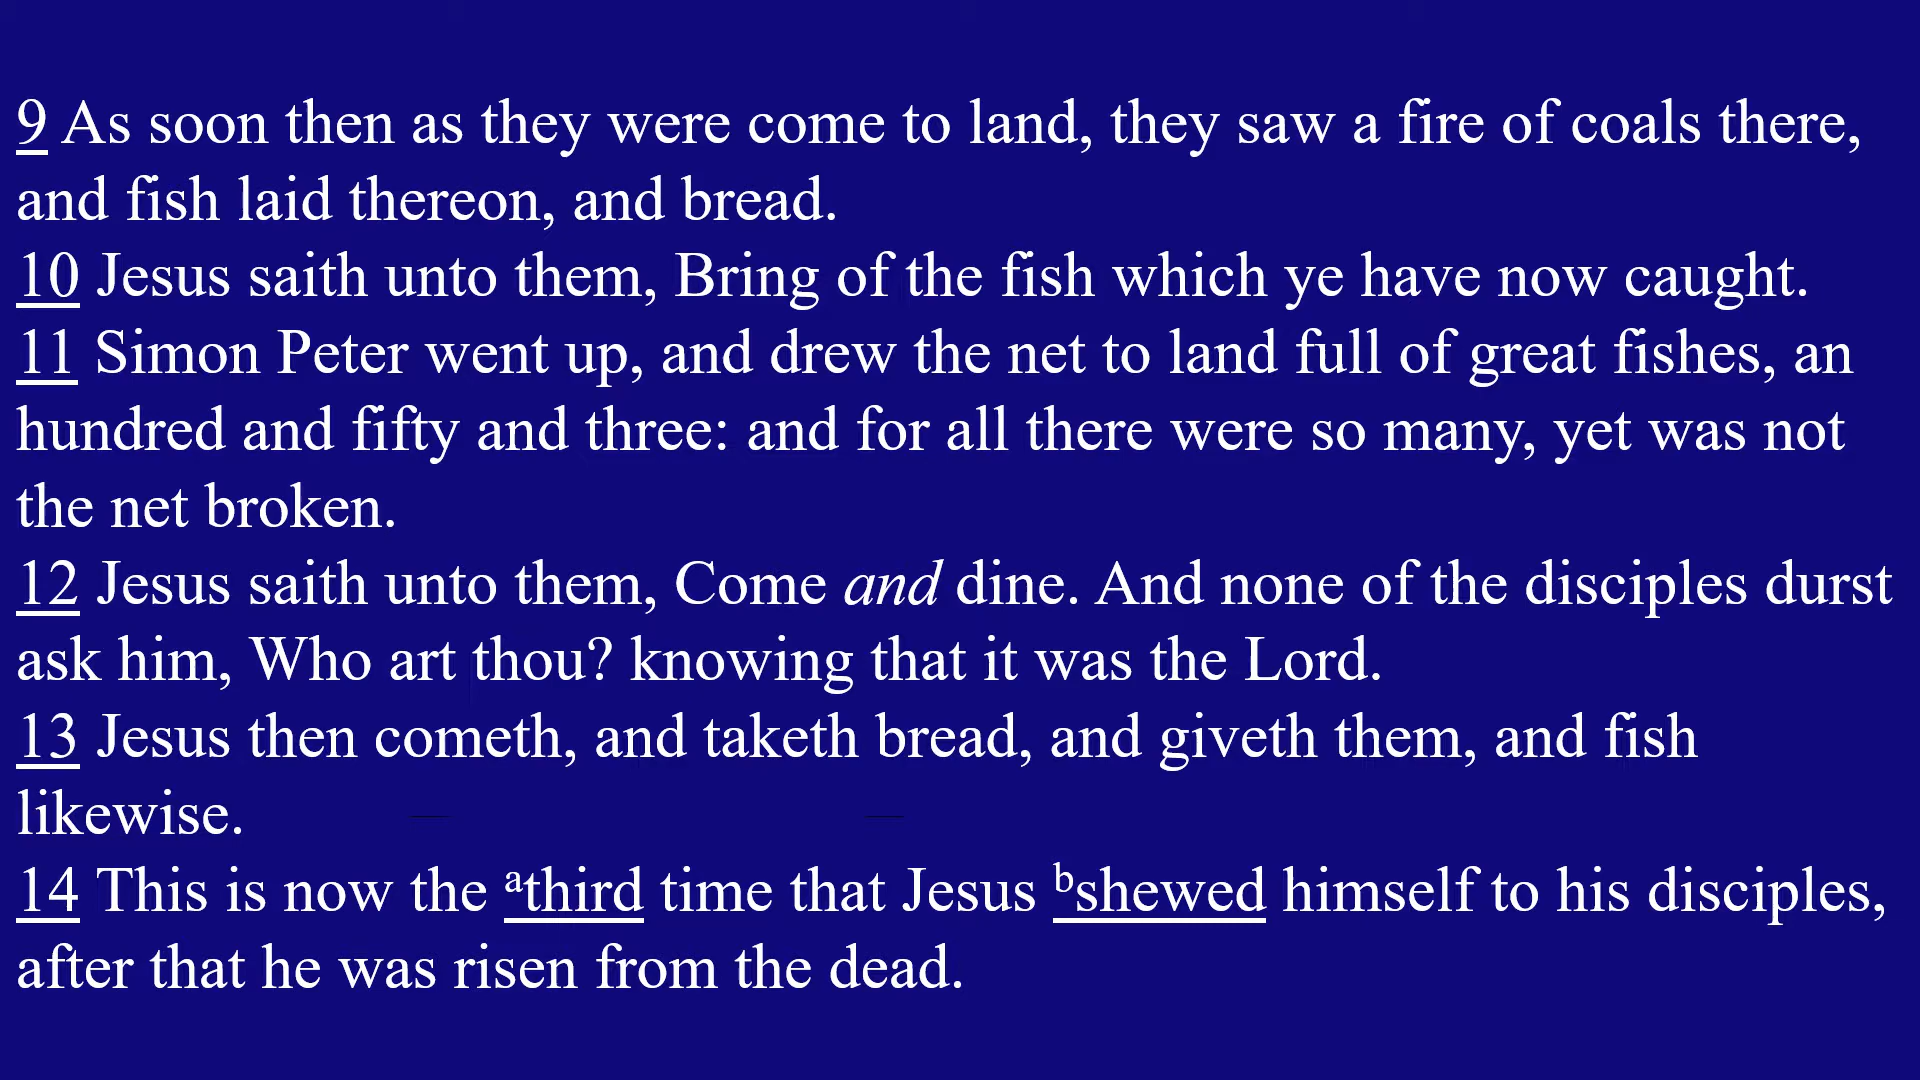 9 As soon then as they were come to land, they saw a fire of coals there,
and fish laid thereon, and bread.
10 Jesus saith unto them, Bring of the fish which ye have now caught.
11 Simon Peter went up, and drew the net to land full of great fishes, an
hundred and fifty and three: and for all there were so many, yet was not
the net broken.
12 Jesus saith unto them, Come and dine. And none of the disciples durst
ask him, Who art thou? knowing that it was the Lord.
13 Jesus then cometh, and taketh bread, and giveth them, and fish
likewise.
14 This is now the ᵃthird time that Jesus ᵇshewed himself to his disciples,
after that he was risen from the dead.